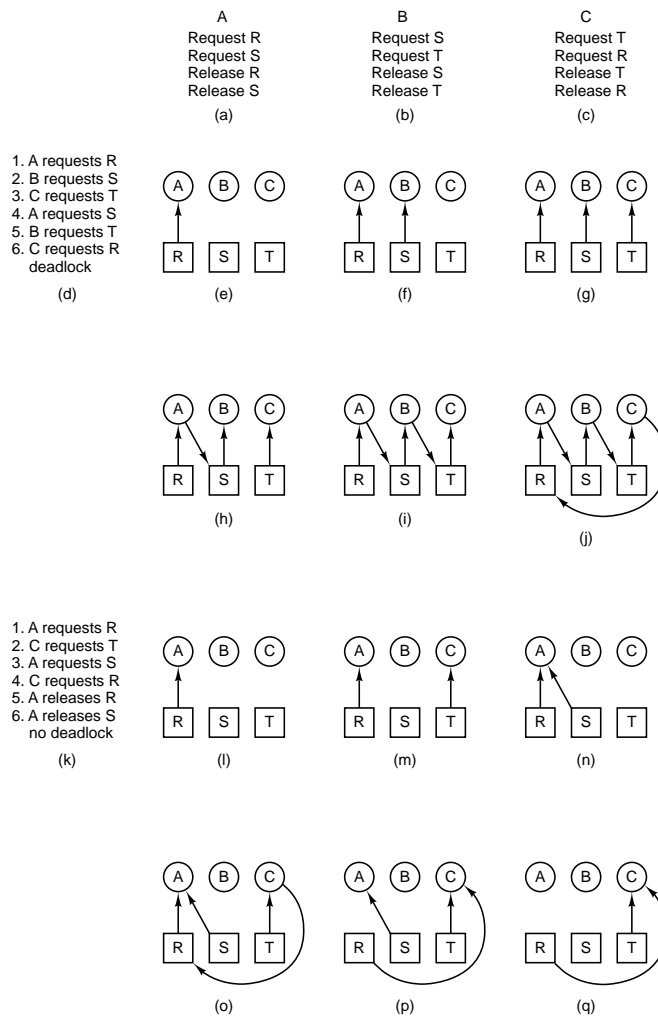 A B C
Request R Request S Request T
Request S Request T Request R
Release R Release S Release T
Release S Release T Release R
(a) (b) (c)
1. A requests R
2. B requests S
3. C requests T
4. A requests S
5. B requests T
6. C requests R
deadlock
(d)
A B C
R S T
(e)
A B C
R S T
(f)
A B C
R S T
(g)
A B C
R S T
(h)
A B C
R S T
(i)
A B C
R S T
(j)
1. A requests R
2. C requests T
3. A requests S
4. C requests R
5. A releases R
6. A releases S
no deadlock
(k)
A B C
R S T
(l)
A B C
R S T
(m)
A B C
R S T
(n)
A B C
R S T
(o)
A B C
R S T
(p)
A B C
R S T
(q)